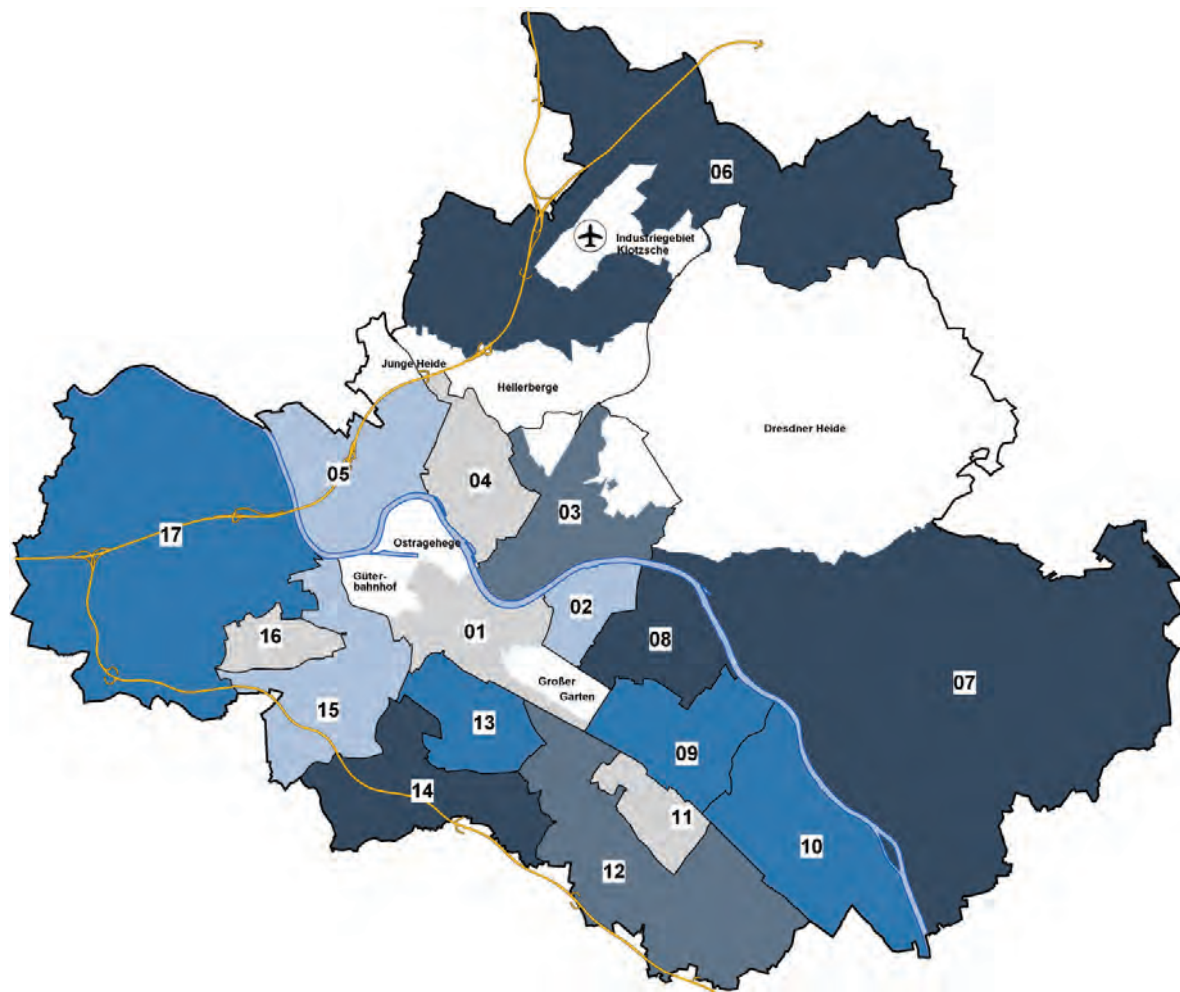 06
Industriegebiet
Klotzsche
Junge Heide
Hellerberge
Dresdner Heide
05
04
03
17
Ostragehege
Güter-
bahnhof
02
16
01
08
Großer
Garten
07
15
13
09
14
11
10
12